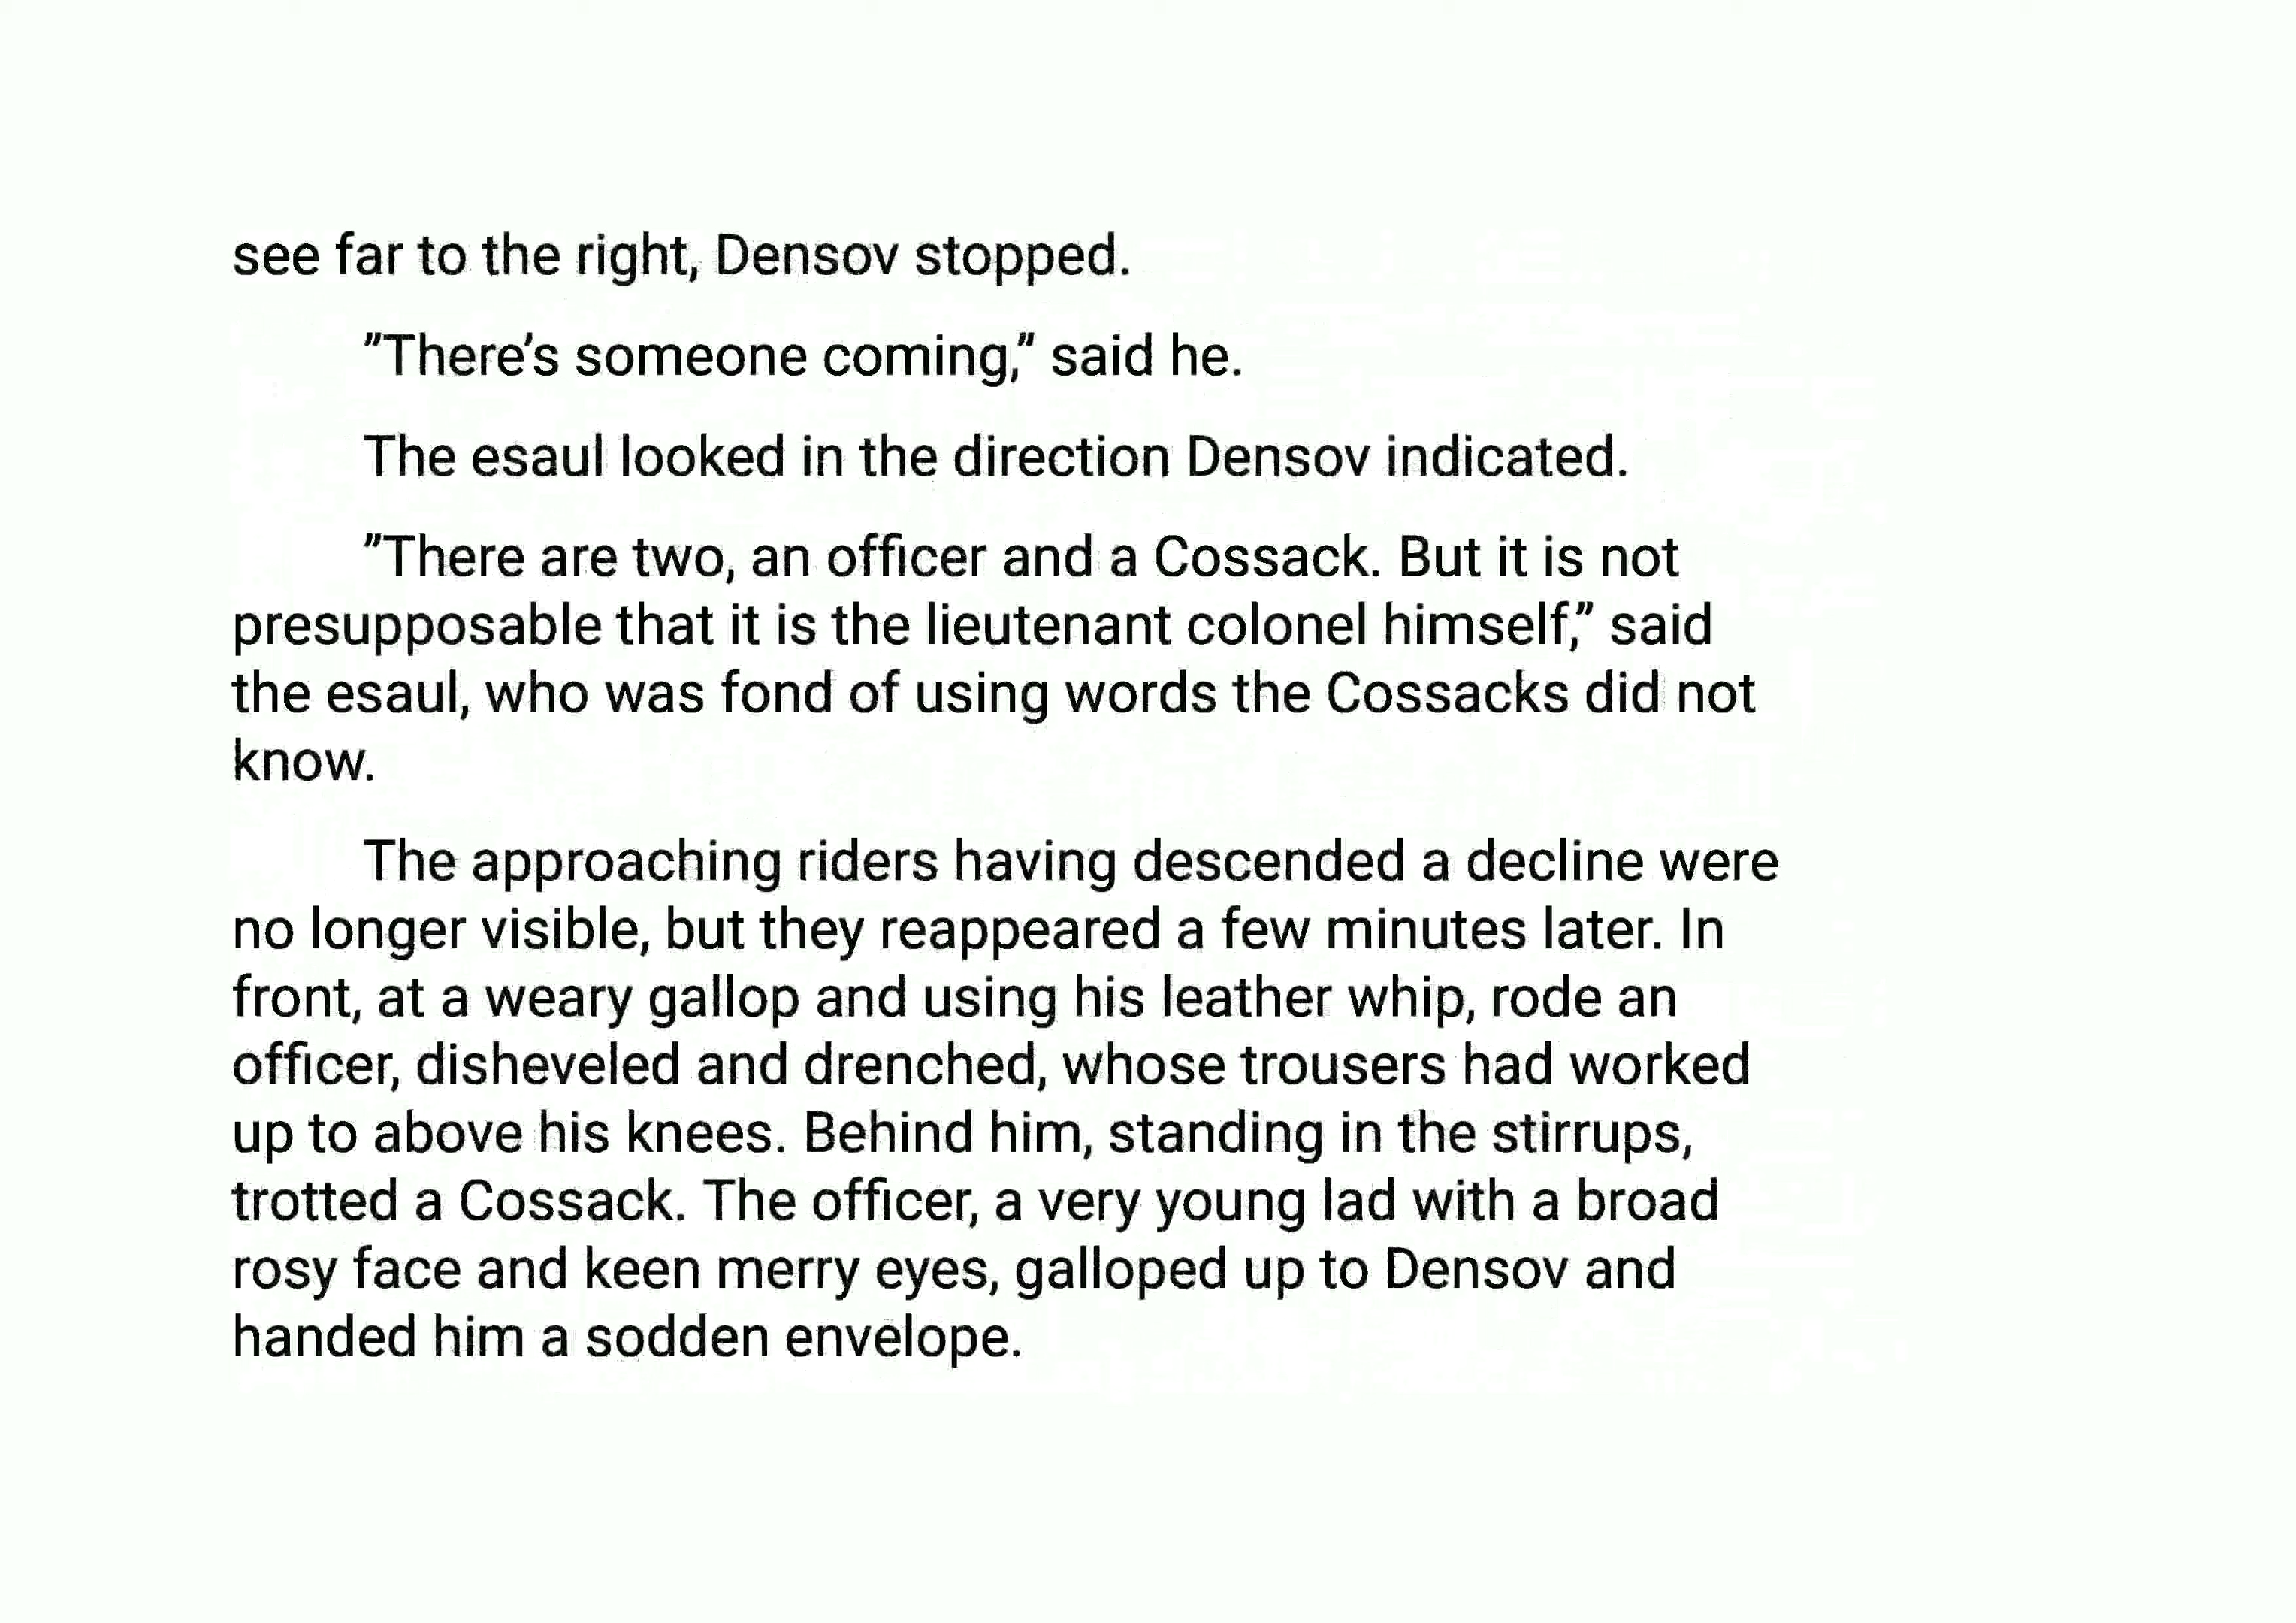 see far to the right, Densov stopped.
"There's someone coming," said he.
The esaul looked in the direction Densov indicated.
"There are two, an officer and a Cossack. But it is not
presupposable that it is the lieutenant colonel himself," said
the esaul, who was fond of using words the Cossacks did not
know.
The approaching riders having descended a decline were
no longer visible, but they reappeared a few minutes later. In
front, at a weary gallop and using his leather whip, rode an
officer, disheveled and drenched, whose trousers had worked
up to above his knees. Behind him, standing in the stirrups,
trotted a Cossack. The officer, a very young lad with a broad
rosy face and keen merry eyes, galloped up to Densov and
handed him a sodden envelope.